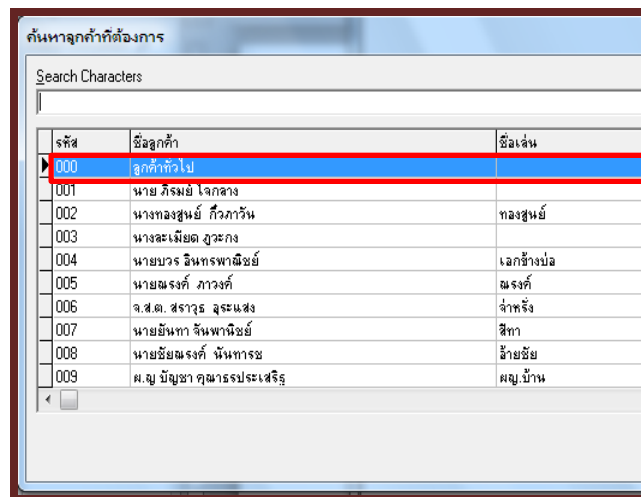 ค้นหาลูกค้าที่ต้องการ
Search Characters
รหัส ชื่อลูกค้า ชื่อเล่น
000 ลูกค้าทั่วไป
001 นาย ภิรมย์ ใจกลาง
002 นางทองสูนย์ กิ่วภาวัน ทองสูนย์
003 นางละเมียด ภูวะกง
004 นายบวร อินทรพาณิชย์ เอกช้างบ่อ
005 นายณรงค์ ภาวงค์ ณรงค์
006 จ.ส.ต. สราวุธ อุระแสง จ่าหรั่ง
007 นายยันทา จันพานิชย์ สีทา
008 นายชัยณรงค์ นันทารช อ้ายชัย
009 ผ.ญ บัญชา คุณาธรประเสริฐ ผญ.บ้าน